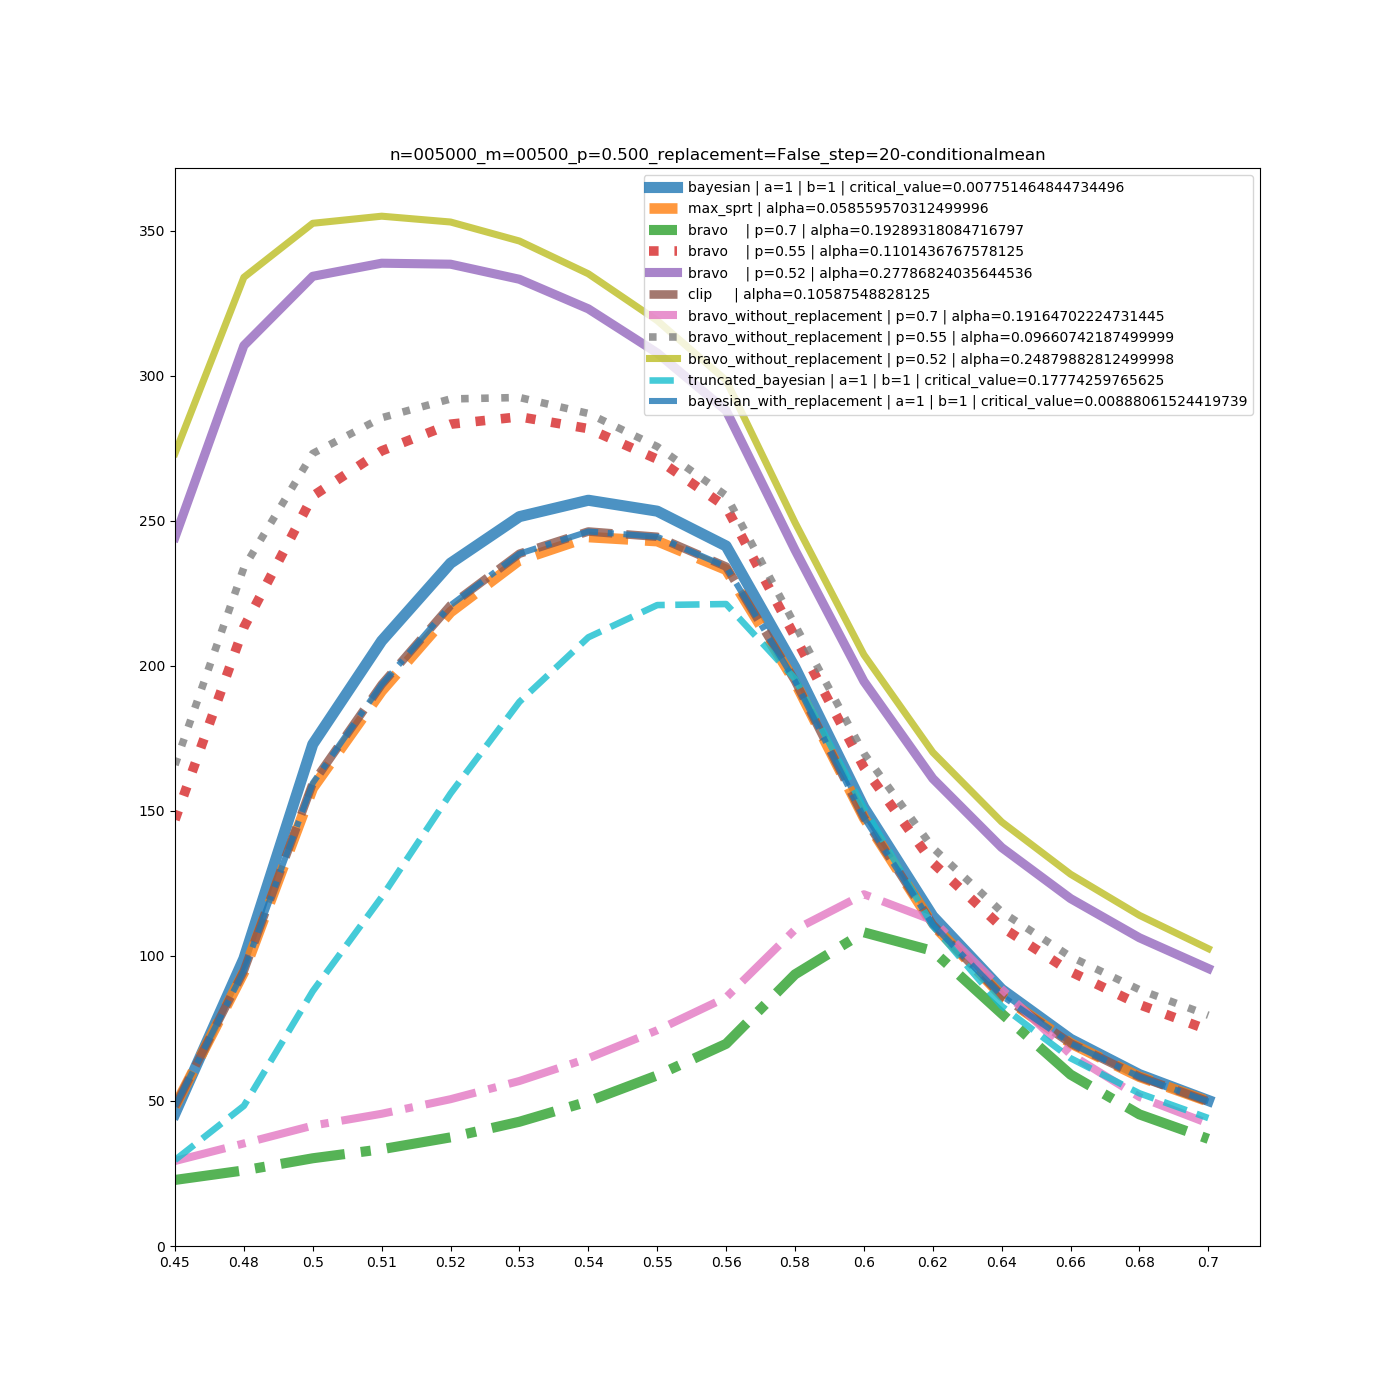 n=005000_m=00500_p=0.500_replacement=False_step=20-conditionalmean
bayesian | a=1 | b=1 | critical_value=0.007751464844734496
max_sprt | alpha=0.058559570312499996
bravo | p=0.7 | alpha=0.19289318084716797
bravo | p=0.55 | alpha=0.1101436767578125
bravo | p=0.52 | alpha=0.27786824035644536
clip | alpha=0.10587548828125
bravo_without_replacement | p=0.7 | alpha=0.19164702224731445
bravo_without_replacement | p=0.55 | alpha=0.09660742187499999
bravo_without_replacement | p=0.52 | alpha=0.24879882812499998
truncated_bayesian | a=1 | b=1 | critical_value=0.17774259765625
bayesian_with_replacement | a=1 | b=1 | critical_value=0.00888061524419739
350
300
250
200
150
100
50
0
0.45 0.48 0.5 0.51 0.52 0.53 0.54 0.55 0.56 0.58 0.6 0.62 0.64 0.66 0.68 0.7